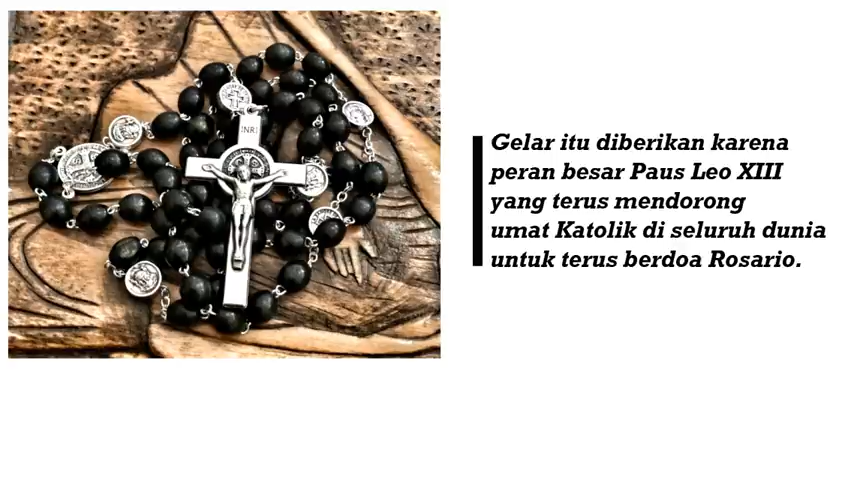 INRI
Gelar itu diberikan karena
peran besar Paus Leo XIII
yang terus mendorong
umat Katolik di seluruh dunia
untuk terus berdoa Rosario.